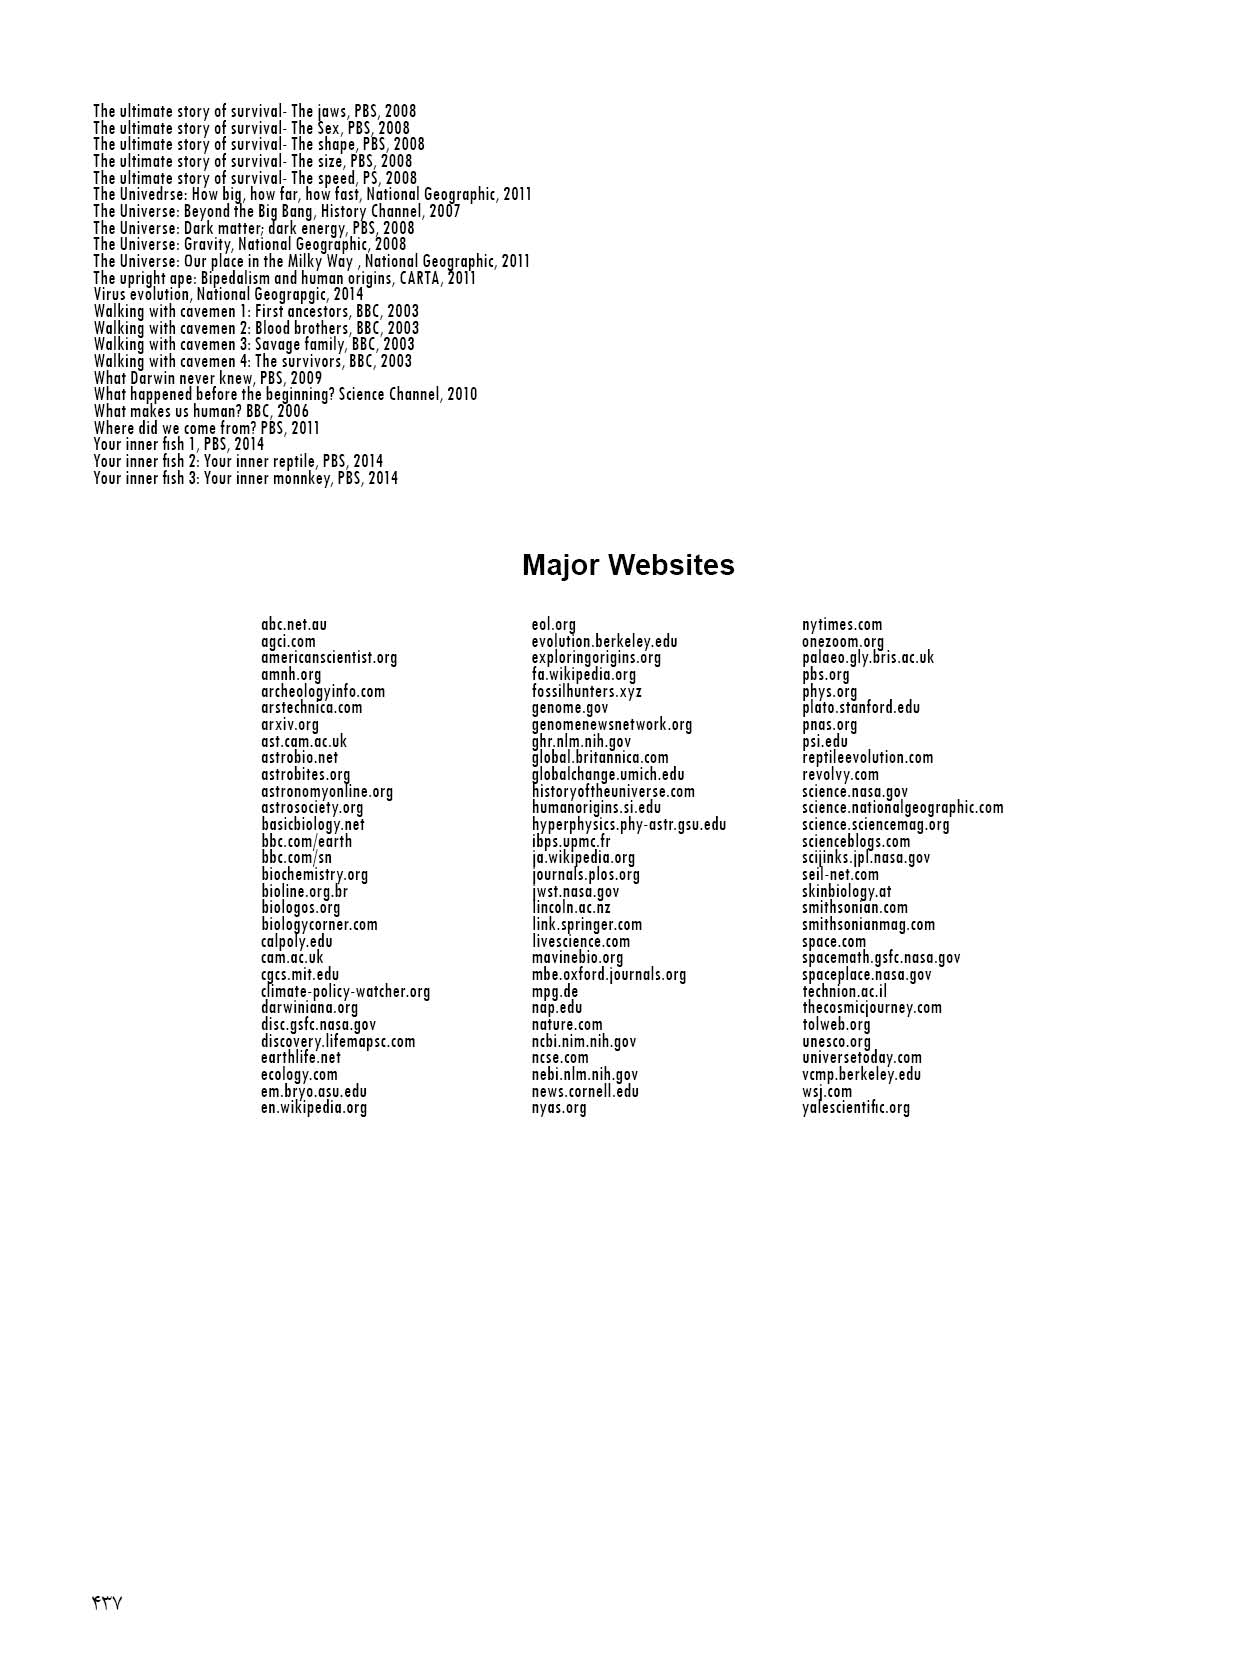 The ultimate story of survival- The jaws, PBS, 2008
The ultimate story of survival- The Sex, PBS, 2008
The ultimate story of survival- The shape, PBS, 2008
The ultimate story of survival- The size, PBS, 2008
The ultimate story of survival- The speed, PS, 2008
The Univedrse: How big, how far, how fast, National Geographic, 2011
The Universe: Beyond the Big Bang, History Channel, 2007
The Universe: Dark matter; dark energy, PBS, 2008
The Universe: Gravity, National Geographic, 2008
The Universe: Our place in the Milky Way , National Geographic, 2011
The upright ape: Bipedalism and human origins, CARTA, 2011
Virus evolution, National Geograpgic, 2014
Walking with cavemen 1: First ancestors, BBC, 2003
Walking with cavemen 2: Blood brothers, BBC, 2003
Walking with cavemen 3: Savage family, BBC, 2003
Walking with cavemen 4: The survivors, BBC, 2003
What Darwin never knew, PBS, 2009
What happened before the beginning? Science Channel, 2010
What makes us human? BBC, 2006
Where did we come from? PBS, 2011
Your inner fish 1, PBS, 2014
Your inner fish 2: Your inner reptile, PBS, 2014
Your inner fish 3: Your inner monnkey, PBS, 2014
Major Websites
abc.net.au
agci.com
americanscientist.org
amnh.org
archeologyinfo.com
arstechnica.com
arxiv.org
ast.cam.ac.uk
astrobio.net
astrobites.org
astronomyonline.org
astrosociety.org
basicbiology.net
bbc.com/earth
bbc.com/sn
biochemistry.org
bioline.org.br
biologos.org
biologycorner.com
calpoly.edu
cam.ac.uk
cgcs.mit.edu
climate-policy-watcher.org
darwiniana.org
disc.gsfc.nasa.gov
discovery.lifemapsc.com
earthlife.net
ecology.com
em.bryo.asu.edu
en.wikipedia.org
eol.org
evolution.berkeley.edu
exploringorigins.org
fa.wikipedia.org
fossilhunters.xyz
genome.gov
genomenewsnetwork.org
ghr.nlm.nih.gov
global.britannica.com
globalchange.umich.edu
historyoftheuniverse.com
humanorigins.si.edu
hyperphysics.phy-astr.gsu.edu
ibps.upmc.fr
ja.wikipedia.org
journals.plos.org
jwst.nasa.gov
lincoln.ac.nz
link.springer.com
livescience.com
mavinebio.org
mbe.oxford.journals.org
mpg.de
nap.edu
nature.com
ncbi.nim.nih.gov
ncse.com
nebi.nlm.nih.gov
news.cornell.edu
nyas.org
nytimes.com
onezoom.org
palaeo.gly.bris.ac.uk
pbs.org
phys.org
plato.stanford.edu
pnas.org
psi.edu
reptileevolution.com
revolvy.com
science.nasa.gov
science.nationalgeographic.com
science.sciencemag.org
scienceblogs.com
scijinks.jpl.nasa.gov
seil-net.com
skinbiology.at
smithsonian.com
smithsonianmag.com
space.com
spacemath.gsfc.nasa.gov
spaceplace.nasa.gov
technion.ac.il
thecosmicjourney.com
tolweb.org
unesco.org
universetoday.com
vcmp.berkeley.edu
wsj.com
yalescientific.org
۴۳۷